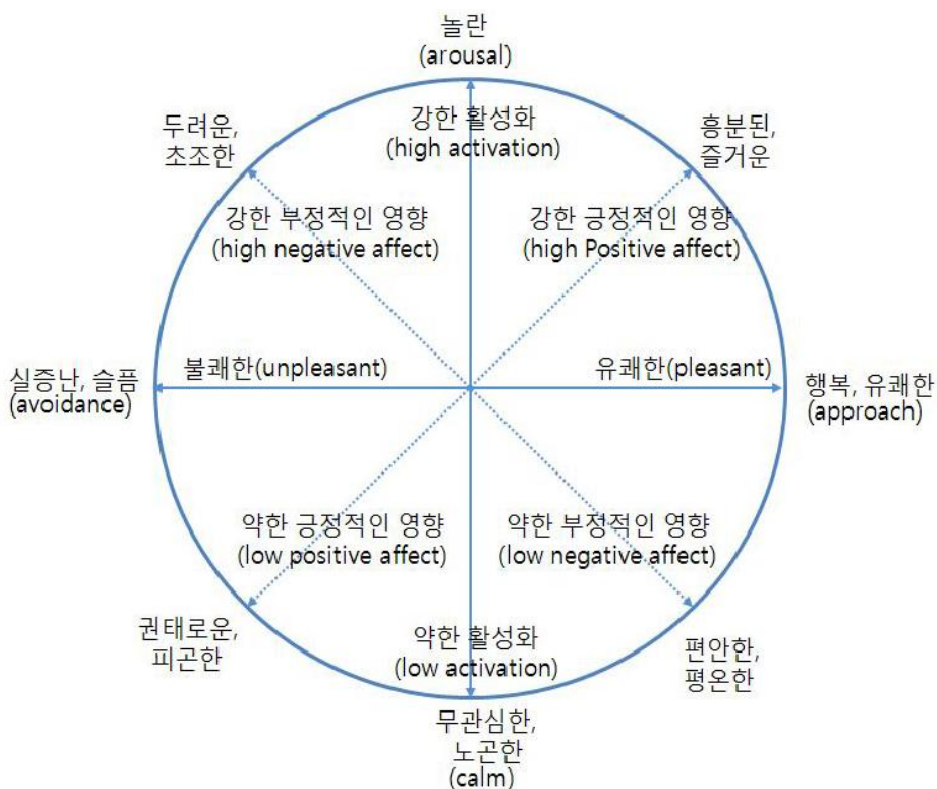 놀란
(arousal)
강한 활성화
(high activation)
두려운,
초조한
흥분된,
즐거운
강한 부정적인 영향
(high negative affect)
강한 긍정적인 영향
(high Positive affect)
실증난, 슬픔
(avoidance)
불쾌한(unpleasant)
유쾌한(pleasant)
행복, 유쾌한
(approach)
약한 긍정적인 영향
(low positive affect)
약한 부정적인 영향
(low negative affect)
권태로운,
피곤한
약한 활성화
(low activation)
편안한,
평온한
무관심한,
노곤한
(calm)